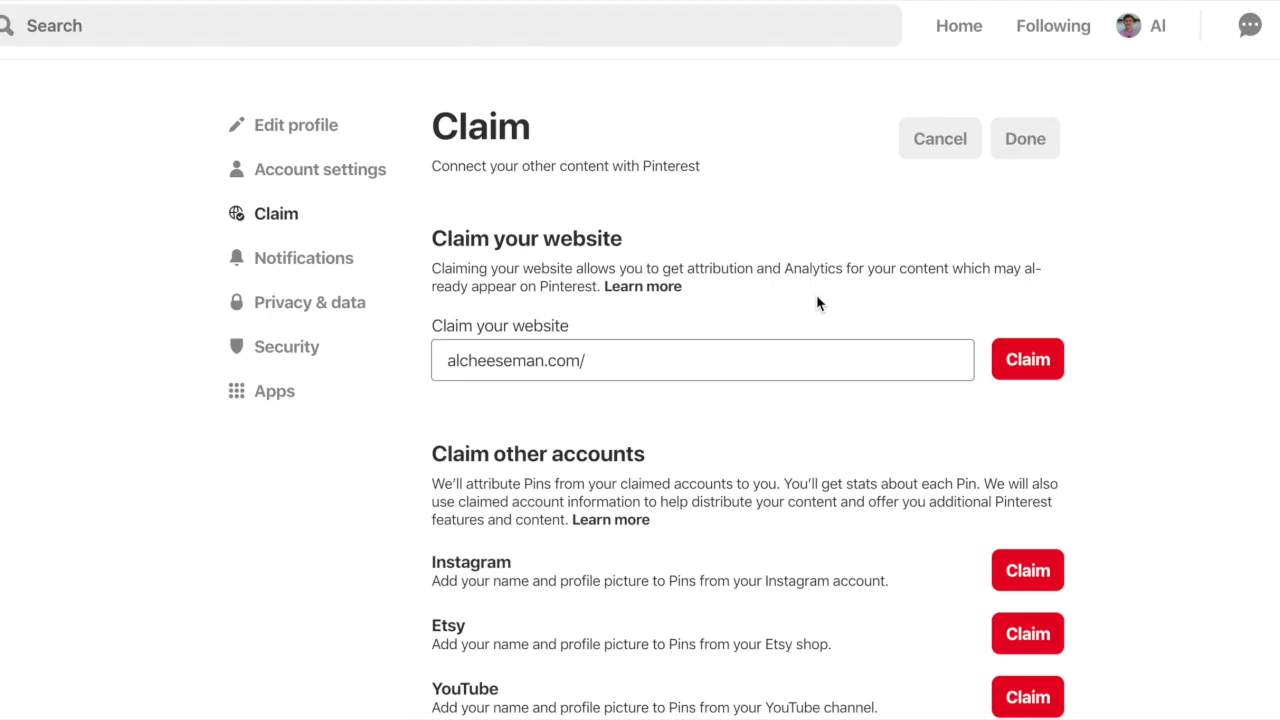 Search
Home
Following
Al
Edit profile
Account settings
Claim
Notifications
Privacy & data
Security
Apps
Claim
Connect your other content with Pinterest
Cancel
Done
Claim your website
Claiming your website allows you to get attribution and Analytics for your content which may al-
ready appear on Pinterest. Learn more
Claim your website
alcheeseman.com/
Claim
Claim other accounts
We'll attribute Pins from your claimed accounts to you. You'll get stats about each Pin. We will also
use claimed account information to help distribute your content and offer you additional Pinterest
features and content. Learn more
Instagram
Add your name and profile picture to Pins from your Instagram account.
Claim
Etsy
Add your name and profile picture to Pins from your Etsy shop.
Claim
YouTube
Add your name and profile picture to Pins from your YouTube channel.
Claim